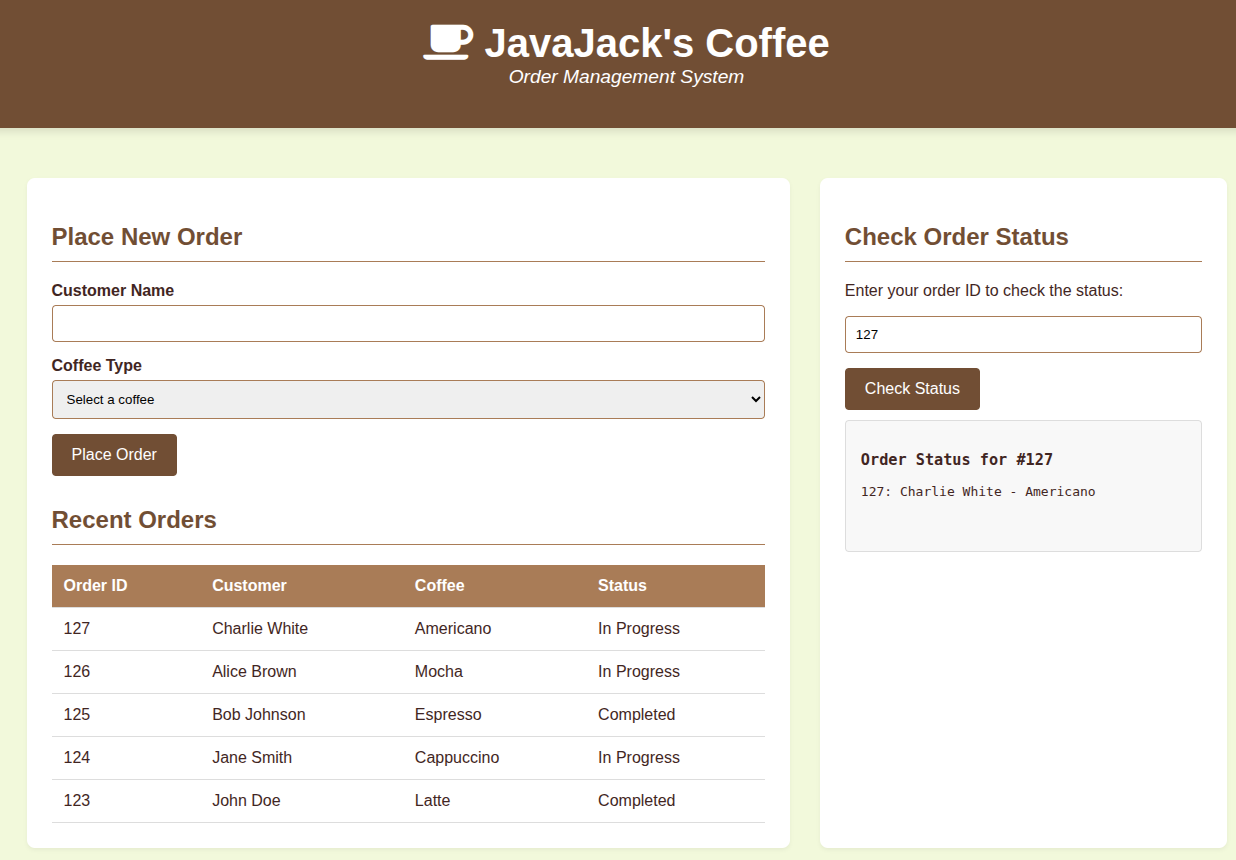 JavaJack's Coffee
Order Management System
Place New Order
Customer Name
Coffee Type
Select a coffee
Place Order
Recent Orders
Order ID Customer Coffee Status
127 Charlie White Americano In Progress
126 Alice Brown Mocha In Progress
125 Bob Johnson Espresso Completed
124 Jane Smith Cappuccino In Progress
123 John Doe Latte Completed
Check Order Status
Enter your order ID to check the status:
127
Check Status
Order Status for #127
127: Charlie White - Americano